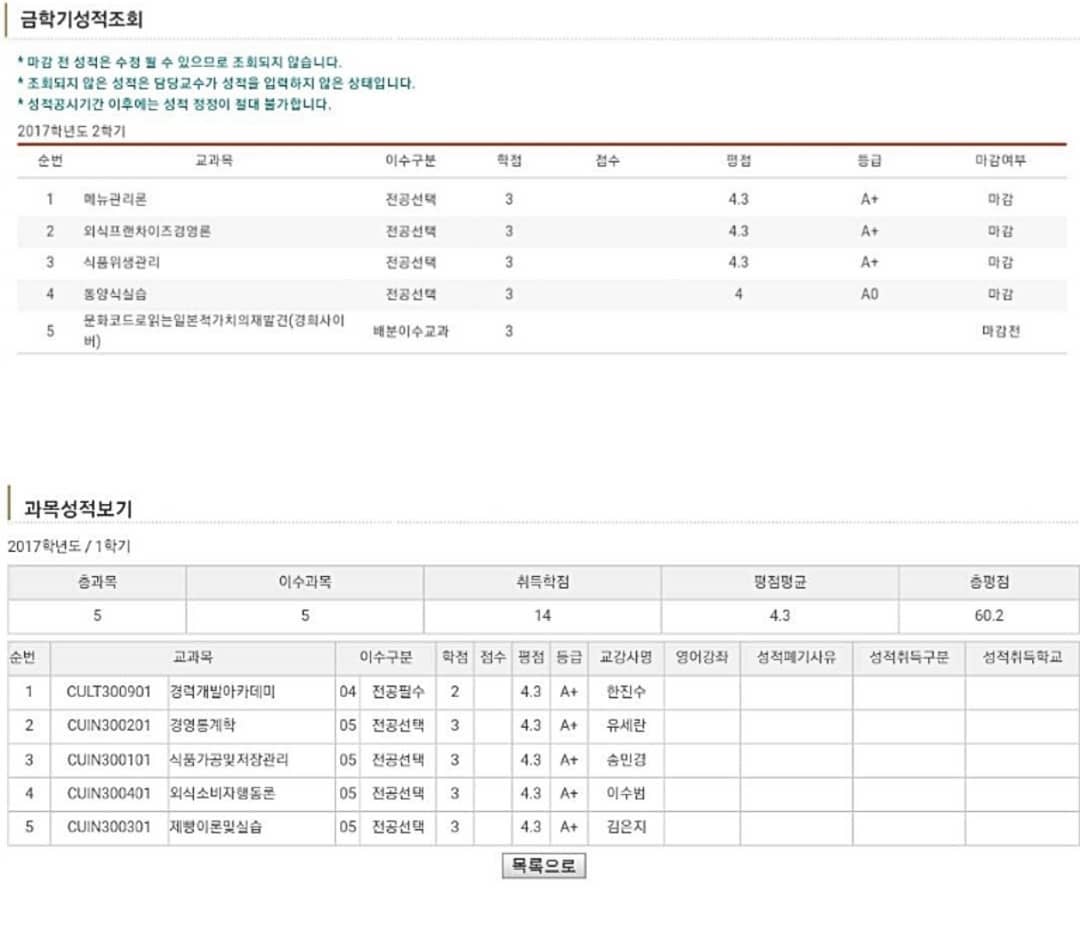 금학기성적조회
* 마감 전 성적은 수정 될 수 있으므로 조회되지 않습니다.
* 조회되지 않은 성적은 담당교수가 성적을 입력하지 않은 상태입니다.
* 성적공시기간 이후에는 성적 정정이 절대 불가합니다.
2017학년도 2학기
순번 교과목 이수구분 학점 점수 평점 등급 마감여부
1 메뉴관리론 전공선택 3 4.3 A+ 마감
2 외식프랜차이즈경영론 전공선택 3 4.3 A+ 마감
3 식품위생관리 전공선택 3 4.3 A+ 마감
4 동양식실습 전공선택 3 4 A0 마감
5 문화코드로읽는일본적가치의재발견(경희사이
버) 배분이수교과 3 마감전
과목성적보기
2017학년도 / 1학기
총과목 이수과목 취득학점 평점평균 총평점
5 5 14 4.3 60.2
순번 교과목 이수구분 학점 점수 평점 등급 교강사명 영어강좌 성적폐기사유 성적취득구분 성적취득학교
1 CULT300901 경력개발아카데미 04 전공필수 2 4.3 A+ 한진수
2 CUIN300201 경영통계학 05 전공선택 3 4.3 A+ 유세란
3 CUIN300101 식품가공및저장관리 05 전공선택 3 4.3 A+ 송민경
4 CUIN300401 외식소비자행동론 05 전공선택 3 4.3 A+ 이수범
5 CUIN300301 제빵이론및실습 05 전공선택 3 4.3 A+ 김은지
목록으로